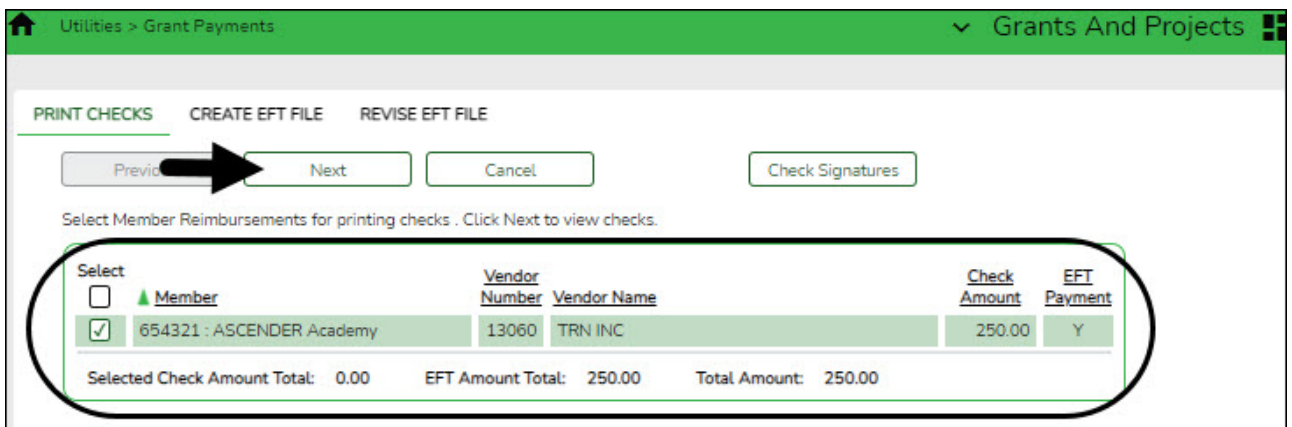 Utilities > Grant Payments Grants And Projects
PRINT CHECKS CREATE EFT FILE REVISE EFT FILE
Previo Next Cancel Check Signatures
Select Member Reimbursements for printing checks . Click Next to view checks.
Select Vendor Check EFT
Member Number Vendor Name Amount Payment
654321 : ASCENDER Academy 13060 TRN INC 250.00 Y
Selected Check Amount Total: 0.00 EFT Amount Total: 250.00 Total Amount: 250.00